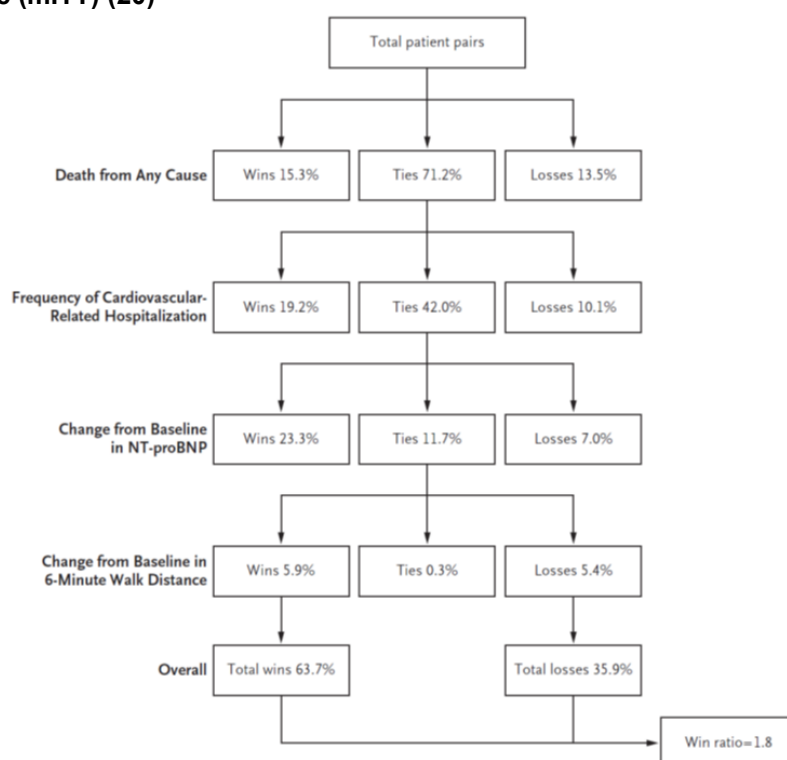 (20)
Total patient pairs
Death from Any Cause
Wins 15.3%
Ties 71.2%
Losses 13.5%
Frequency of Cardiovascular-
Related Hospitalization
Wins 19.2%
Ties 42.0%
Losses 10.1%
Change from Baseline
in NT-proBNP
Wins 23.3%
Ties 11.7%
Losses 7.0%
Change from Baseline in
6-Minute Walk Distance
Wins 5.9%
Ties 0.3%
Losses 5.4%
Overall
Total wins 63.7%
Total losses 35.9%
Win ratio=1.8